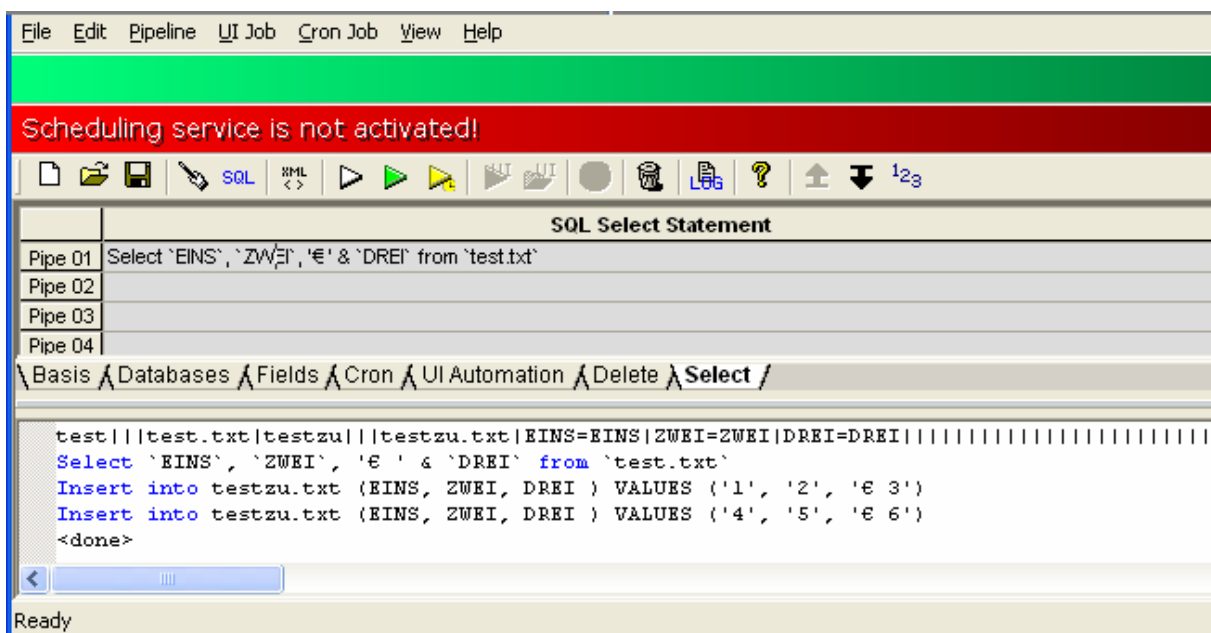 File Edit Pipeline UI Job Cron Job View Help
Scheduling service is not activated!
SQL XML <> UI UI LOG ? 123
SQL Select Statement
Pipe 01 Select `EINS`, `ZWEI`, '€' & `DREI` from `test.txt`
Pipe 02
Pipe 03
Pipe 04
Basis Databases Fields Cron UI Automation Delete Select
test|||test.txt|testzu|||testzu.txt|EINS=EINS|ZWEI=ZWEI|DREI=DREI||||||||||||||||||||||||
Select `EINS`, `ZWEI`, '€ ' & `DREI` from `test.txt`
Insert into testzu.txt (EINS, ZWEI, DREI ) VALUES ('1', '2', '€ 3')
Insert into testzu.txt (EINS, ZWEI, DREI ) VALUES ('4', '5', '€ 6')
<done>
Ready